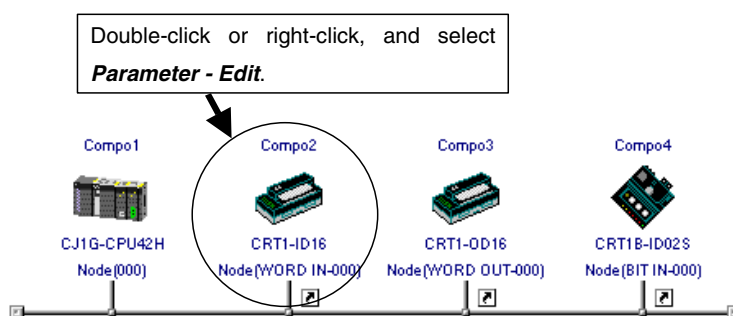 Double-click or right-click, and select
Parameter - Edit.
Compo1 Compo2 Compo3 Compo4
CJ1G-CPU42H CRT1-ID16 CRT1-OD16 CRT1B-ID02S
Node(000) Node(WORD IN-000) Node(WORD OUT-000) Node(BIT IN-000)